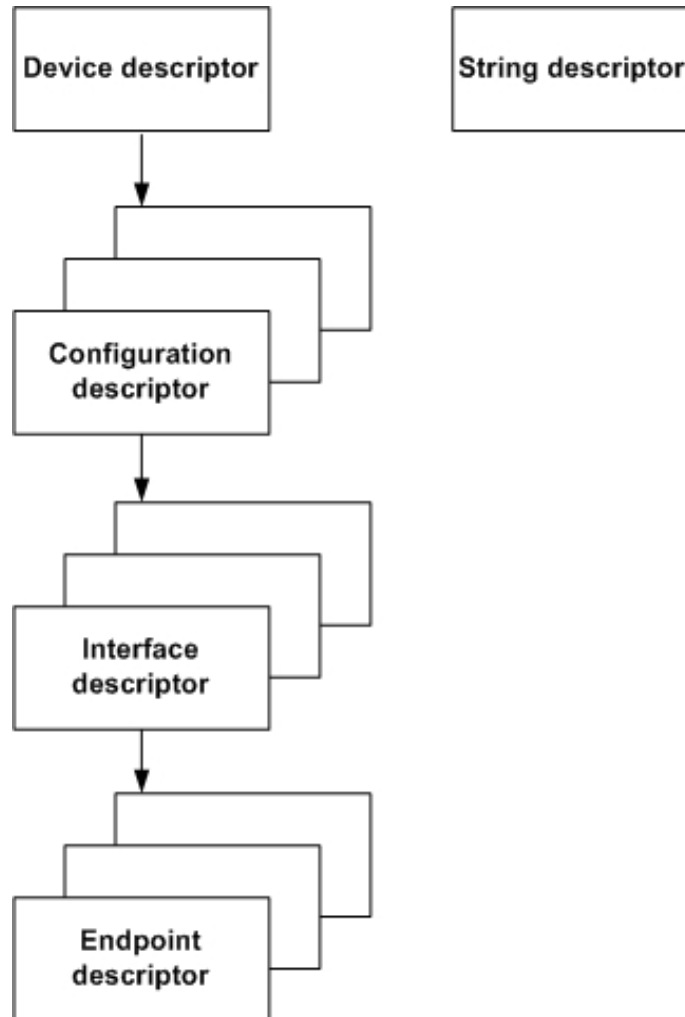 Device descriptor
String descriptor
Configuration
descriptor
Interface
descriptor
Endpoint
descriptor